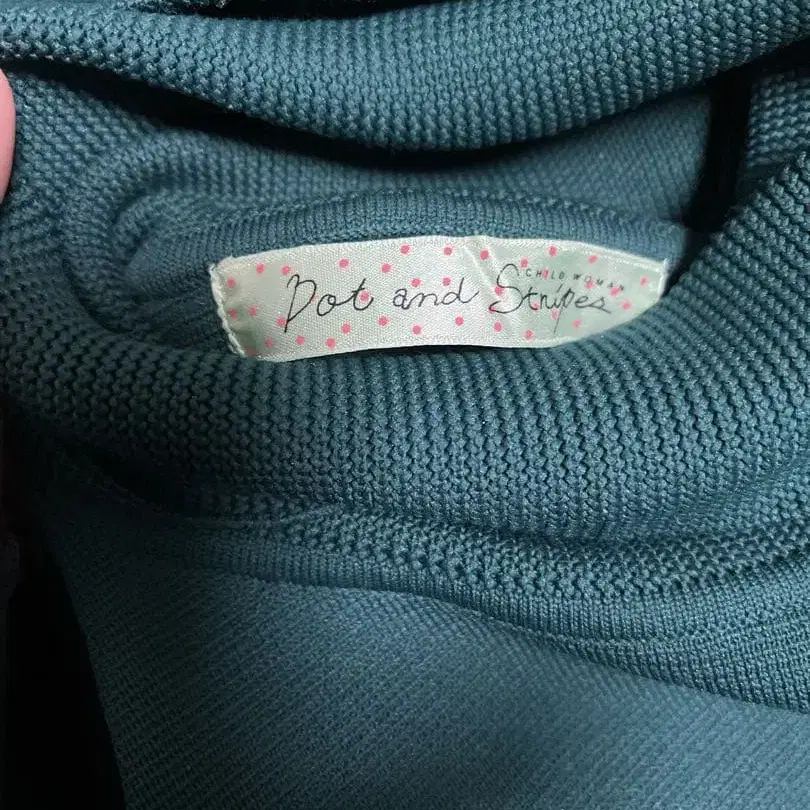 CHILD WOMAN
Dot and Stripes